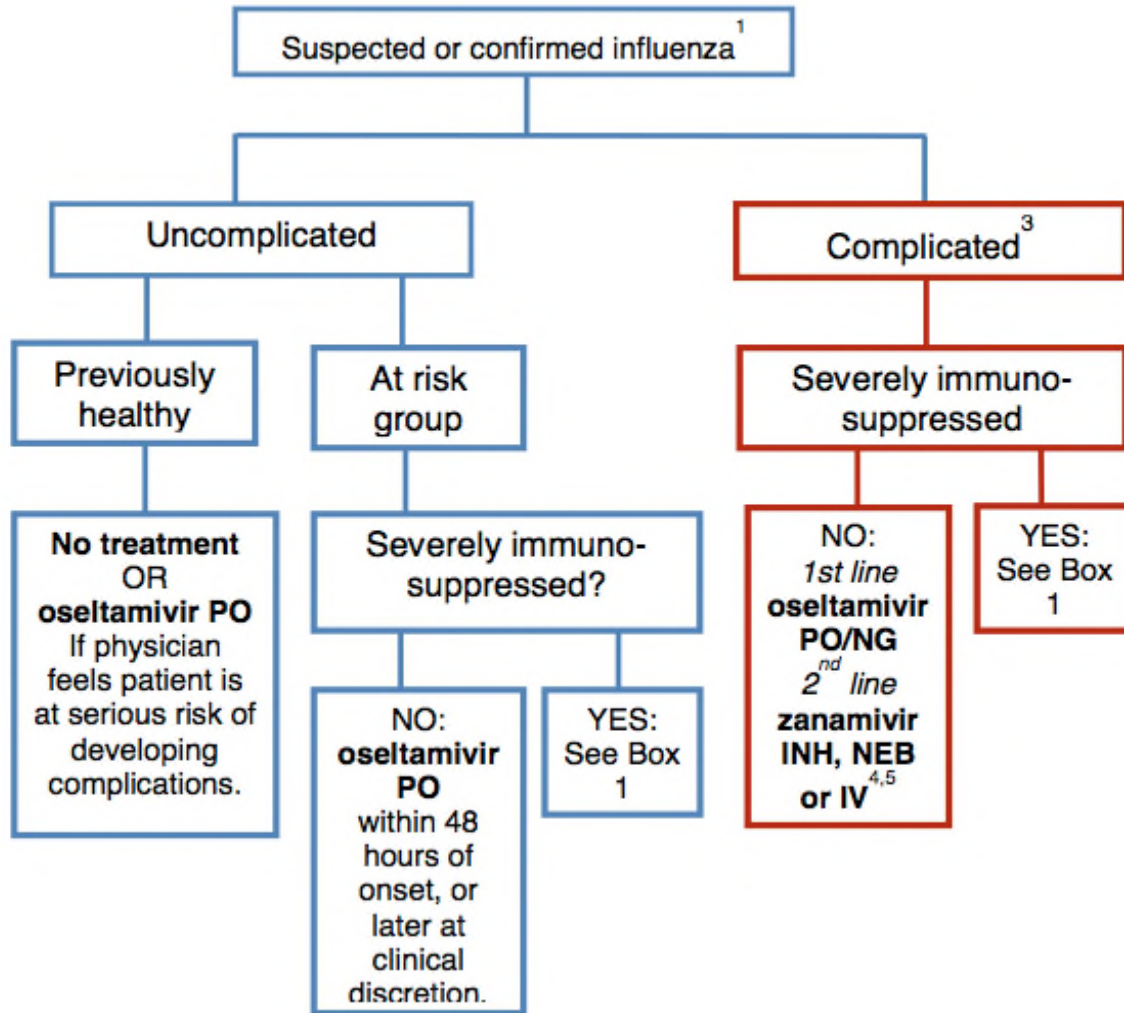 Suspected or confirmed influenza1
Uncomplicated
Complicated3
Previously
healthy
At risk
group
Severely immuno-
suppressed
No treatment
OR
oseltamivir PO
If physician
feels patient is
at serious risk of
developing
complications.
Severely immuno-
suppressed?
NO:
oseltamivir
PO
within 48
hours of
onset, or
later at
clinical
discretion.
YES:
See Box
1
NO:
1st line
oseltamivir
PO/NG
2nd line
zanamivir
INH, NEB
or IV4,5
YES:
See Box
1